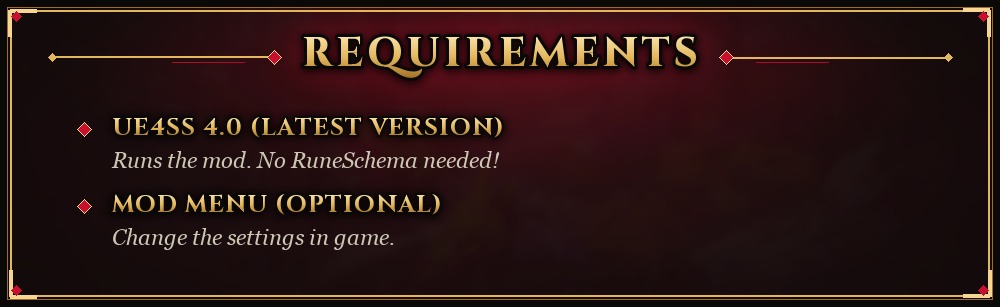 REQUIREMENTS
UE4SS 4.0 (LATEST VERSION)
Runs the mod. No RuneSchema needed!
MOD MENU (OPTIONAL)
Change the settings in game.